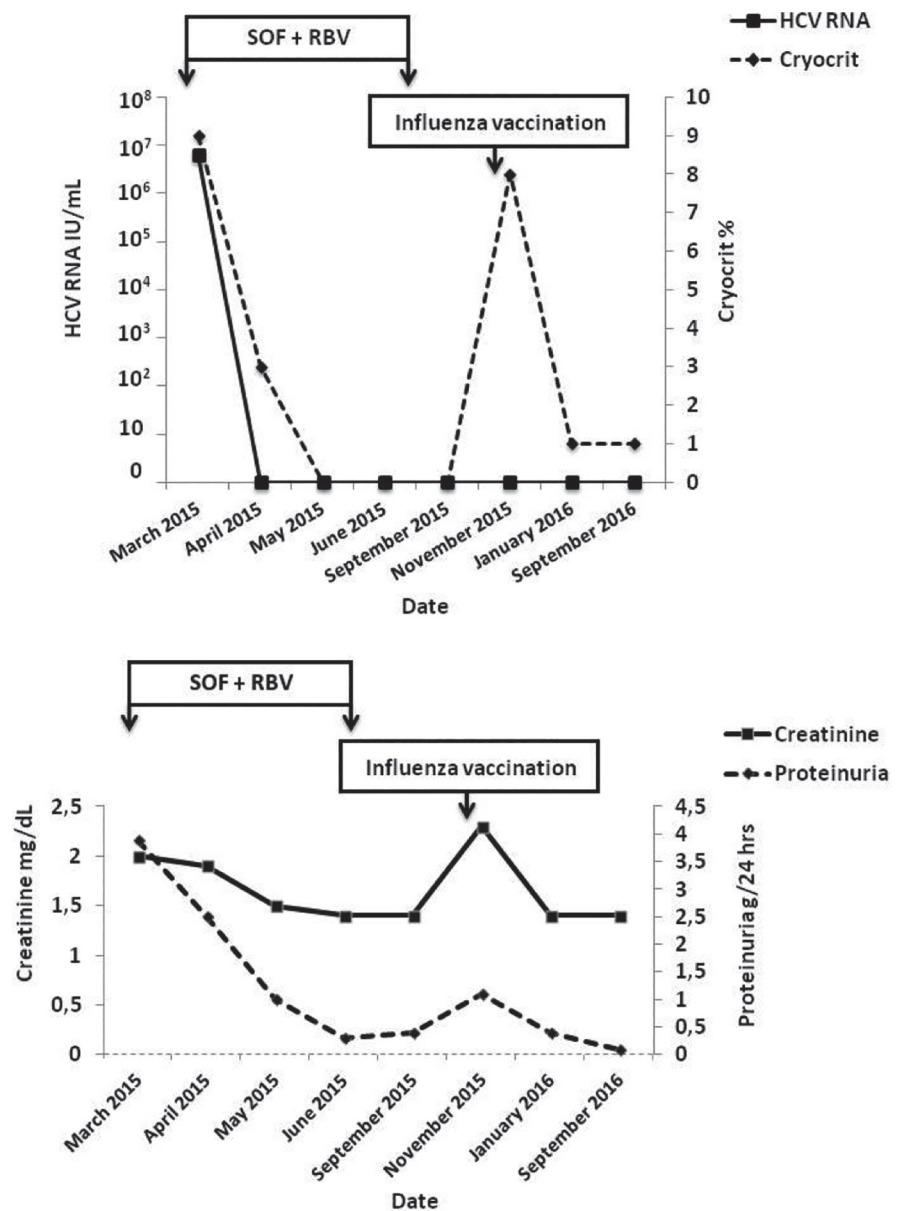 HCV RNA
Cryocrit
SOF + RBV
Influenza vaccination
HCV RNA IU/mL
10⁸
10⁷
10⁶
10⁵
10⁴
10³
10²
10
0
Cryocrit %
10
9
8
7
6
5
4
3
2
1
0
March 2015
April 2015
May 2015
June 2015
September 2015
November 2015
January 2016
September 2016
Date
SOF + RBV
Influenza vaccination
Creatinine
Proteinuria
Creatinine mg/dL
2,5
2
1,5
1
0,5
0
Proteinuria g/24 hrs
4,5
4
3,5
3
2,5
2
1,5
1
0,5
0
March 2015
April 2015
May 2015
June 2015
September 2015
November 2015
January 2016
September 2016
Date